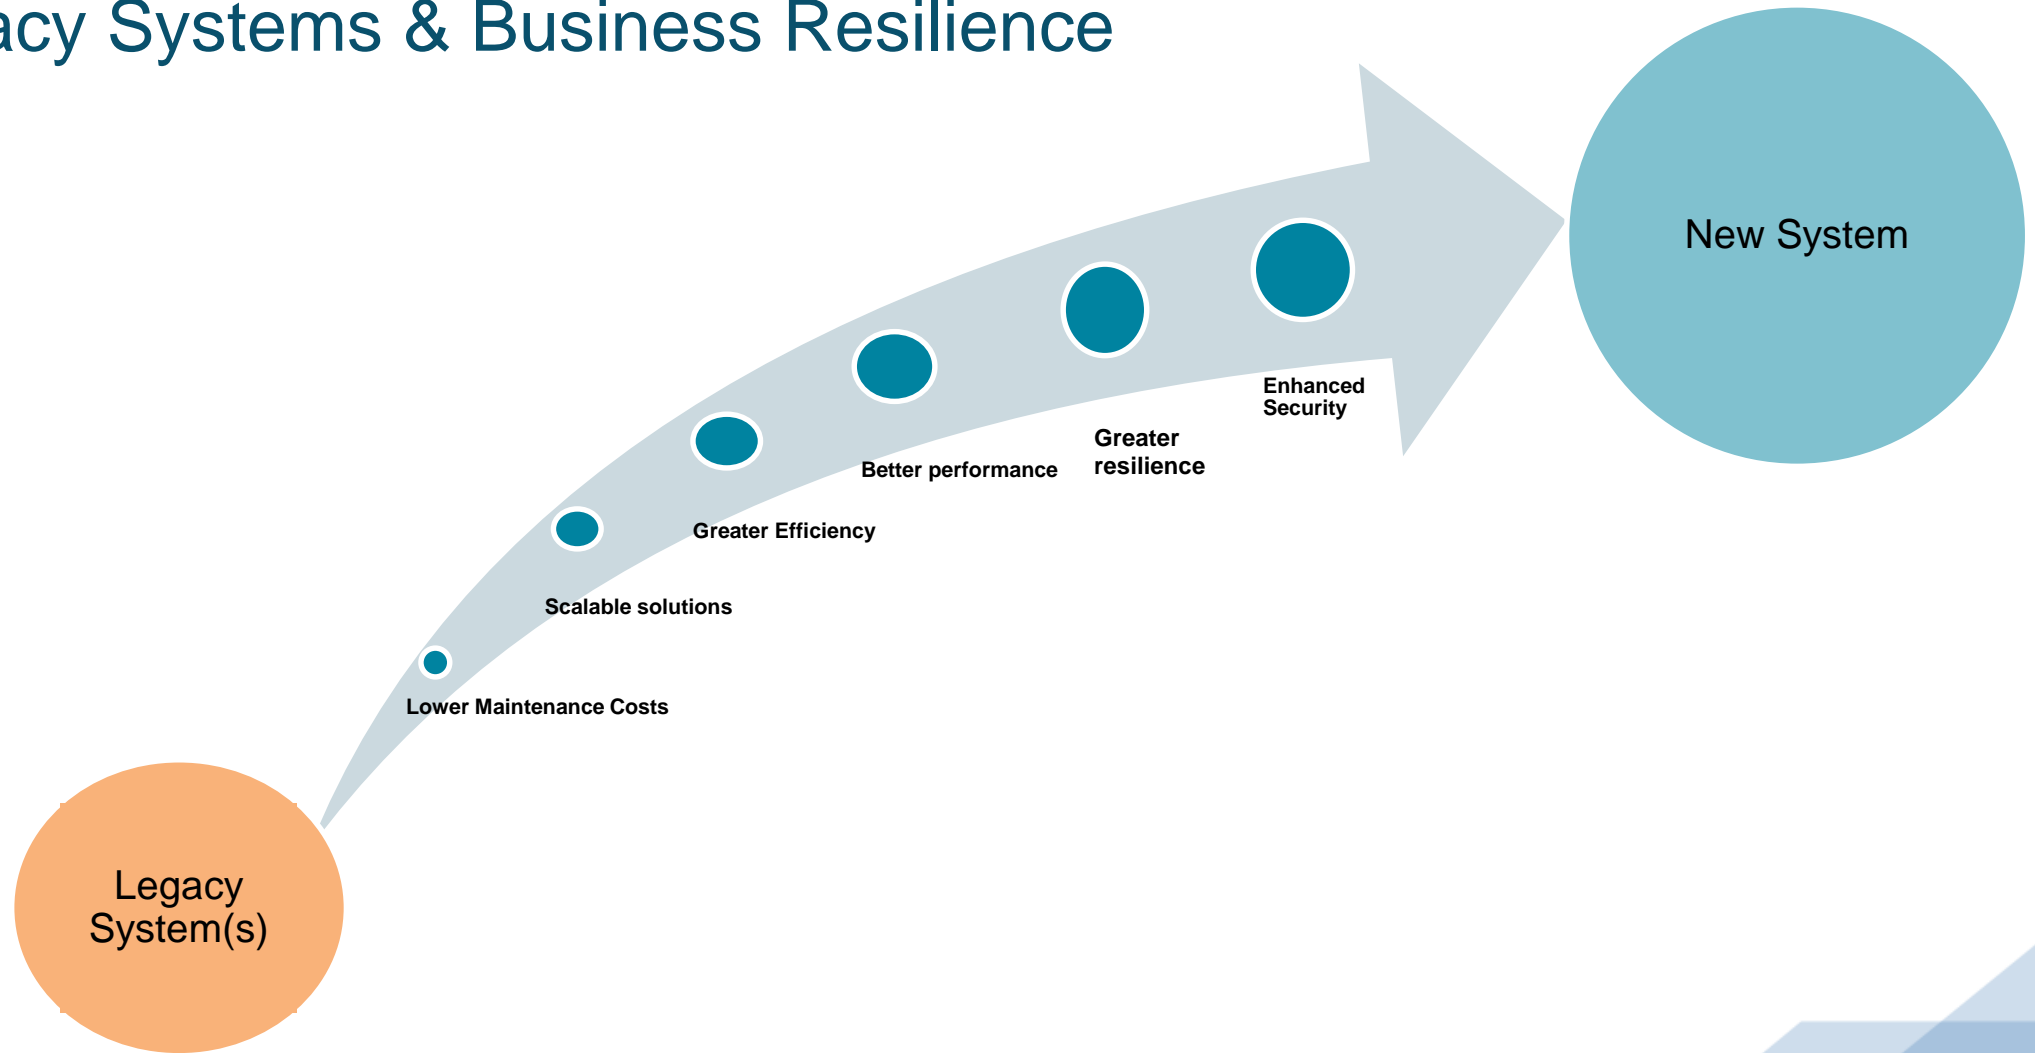 acy Systems & Business Resilience
New System
Enhanced
Security
Greater
resilience
Better performance
Greater Efficiency
Scalable solutions
Lower Maintenance Costs
Legacy
System(s)